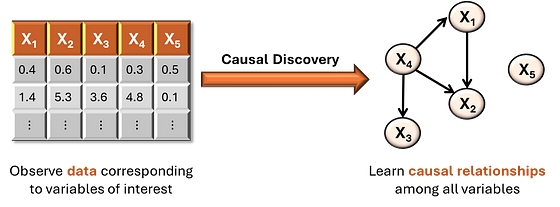 X1 X2 X3 X4 X5
0.4 0.6 0.1 0.3 0.5
1.4 5.3 3.6 4.8 0.1
⋮ ⋮ ⋮ ⋮ ⋮
Observe data corresponding
to variables of interest
Causal Discovery
X1
X4
X5
X2
X3
Learn causal relationships
among all variables